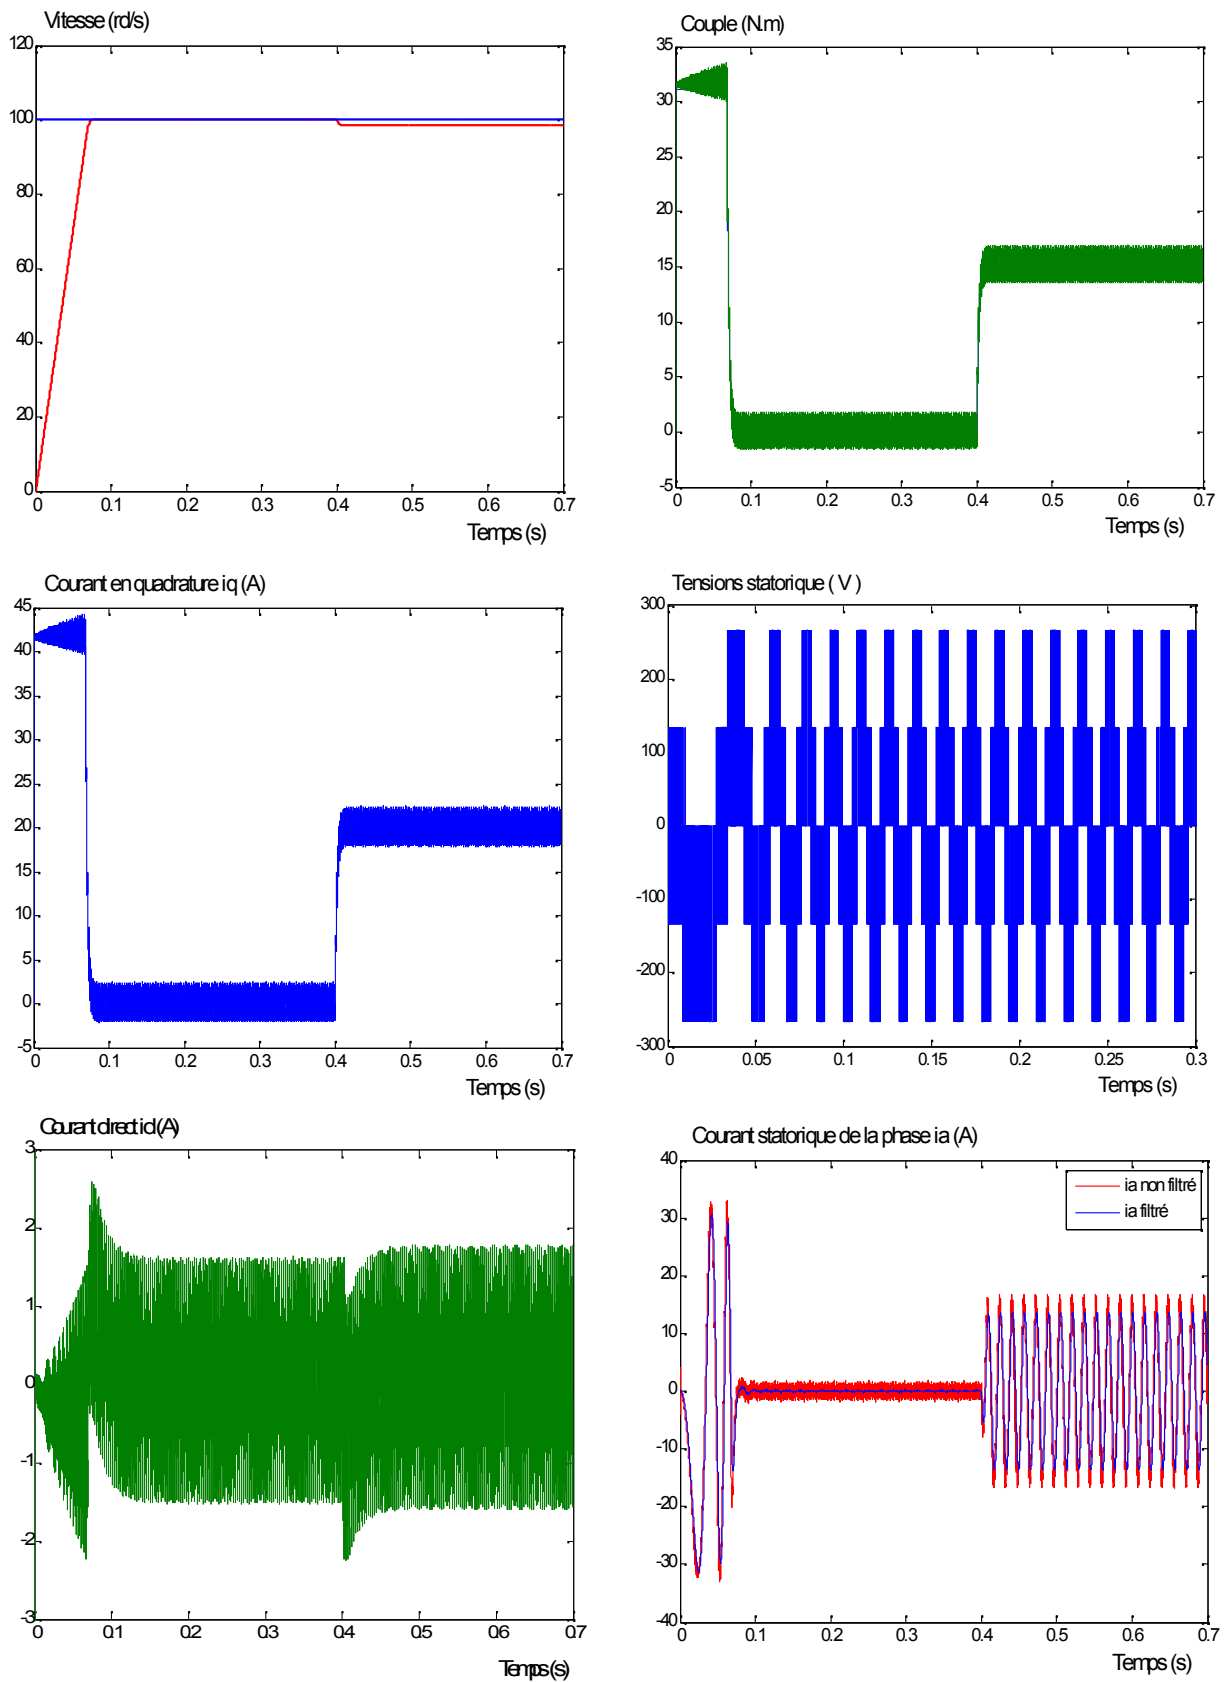 Vitesse (rd/s)
120
100
80
60
40
20
0
0 0.1 0.2 0.3 0.4 0.5 0.6 0.7
Temps (s)
Couple (N.m)
35
30
25
20
15
10
5
0
-5
0 0.1 0.2 0.3 0.4 0.5 0.6 0.7
Temps (s)
Courant en quadrature iq (A)
45
40
35
30
25
20
15
10
5
0
-5
0 0.1 0.2 0.3 0.4 0.5 0.6 0.7
Temps (s)
Tensions statorique ( V )
300
200
100
0
-100
-200
-300
0 0.05 0.1 0.15 0.2 0.25 0.3
Temps (s)
Courant direct id (A)
3
2
1
0
-1
-2
-3
0 0.1 0.2 0.3 0.4 0.5 0.6 0.7
Temps (s)
Courant statorique de la phase ia (A)
40
30
20
10
0
-10
-20
-30
-40
ia non filtré
ia filtré
0 0.1 0.2 0.3 0.4 0.5 0.6 0.7
Temps (s)